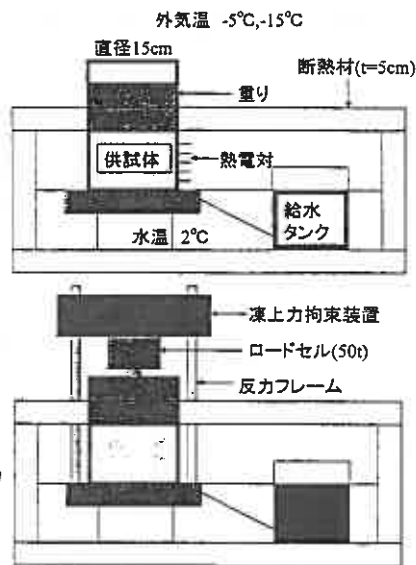 外気温 -5℃,-15℃
直径15cm
断熱材(t=5cm)
重り
供試体
熱電対
給水
タンク
水温 2℃
凍上力拘束装置
ロードセル(50t)
反力フレーム